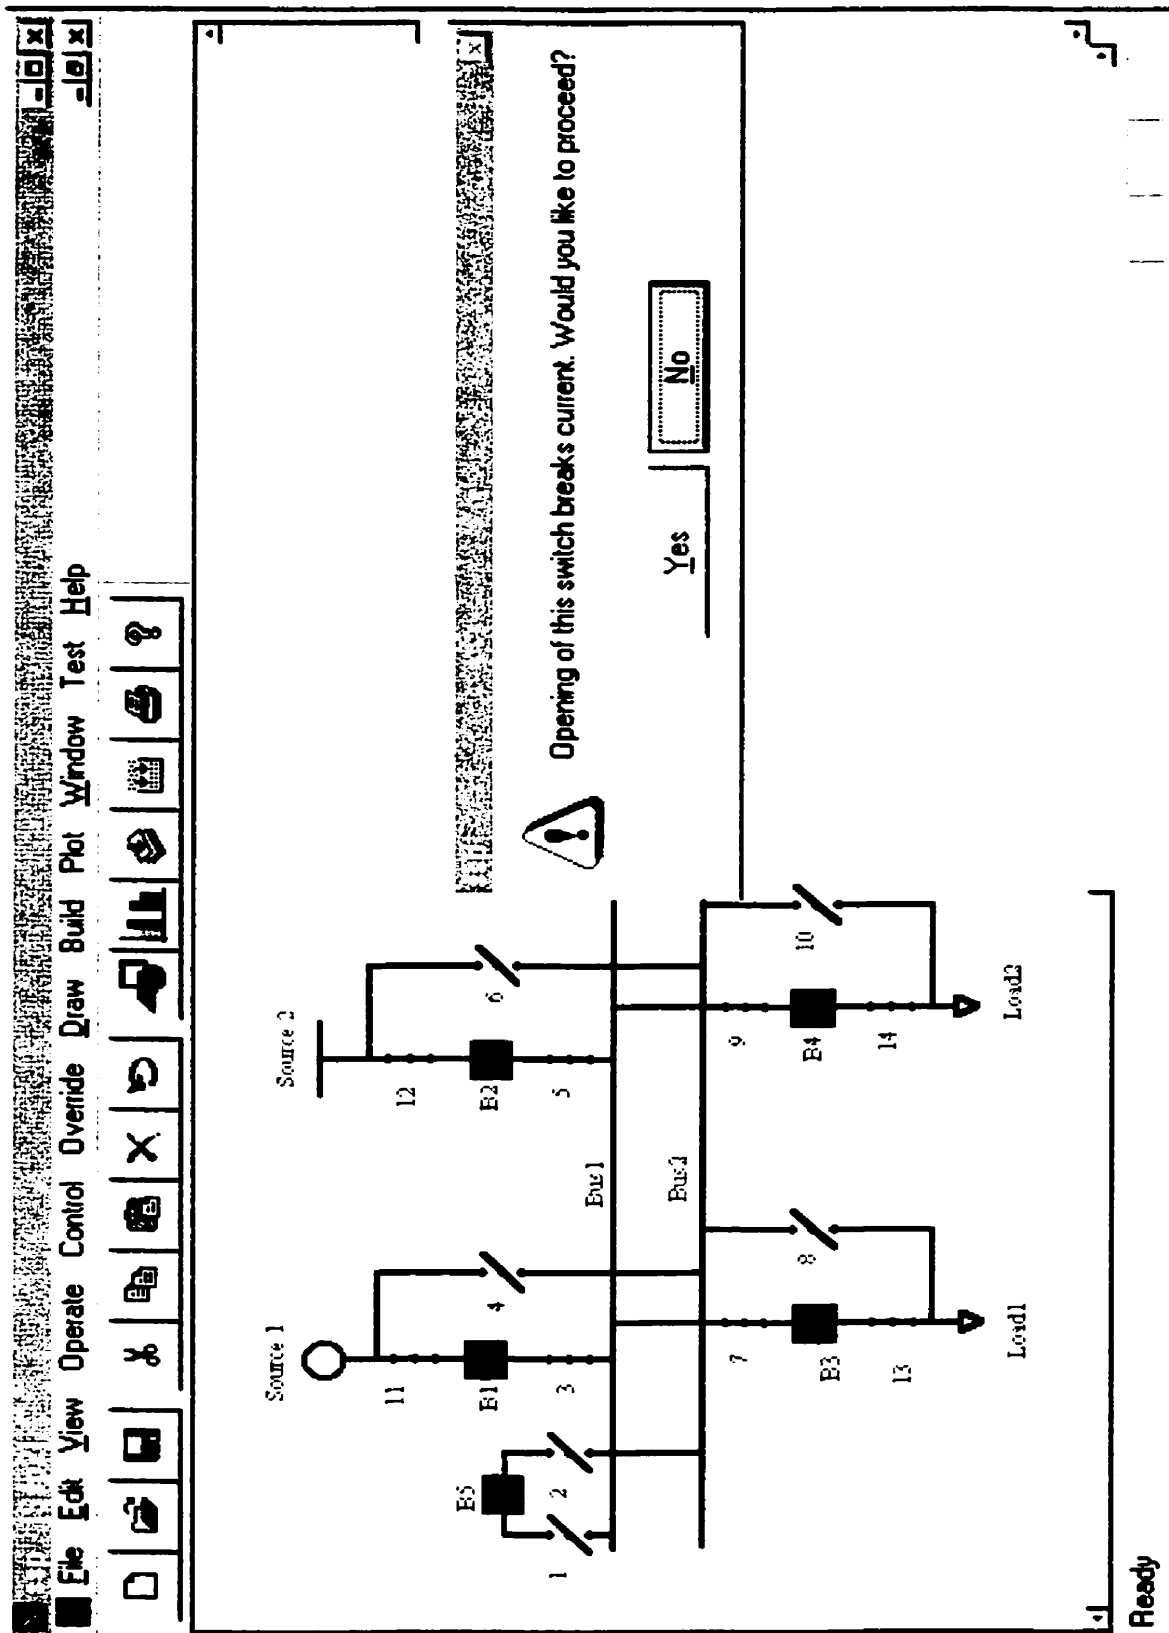 File Edit View Operate Control Override Draw Build Plot Window Test Help
Source 1
Source 2
11
4
12
6
B5
B1
B2
1
2
3
5
Bus1
Bus2
7
8
9
10
B3
B4
13
14
Load1
Load2
Opening of this switch breaks current. Would you like to proceed?
Yes
No
Ready